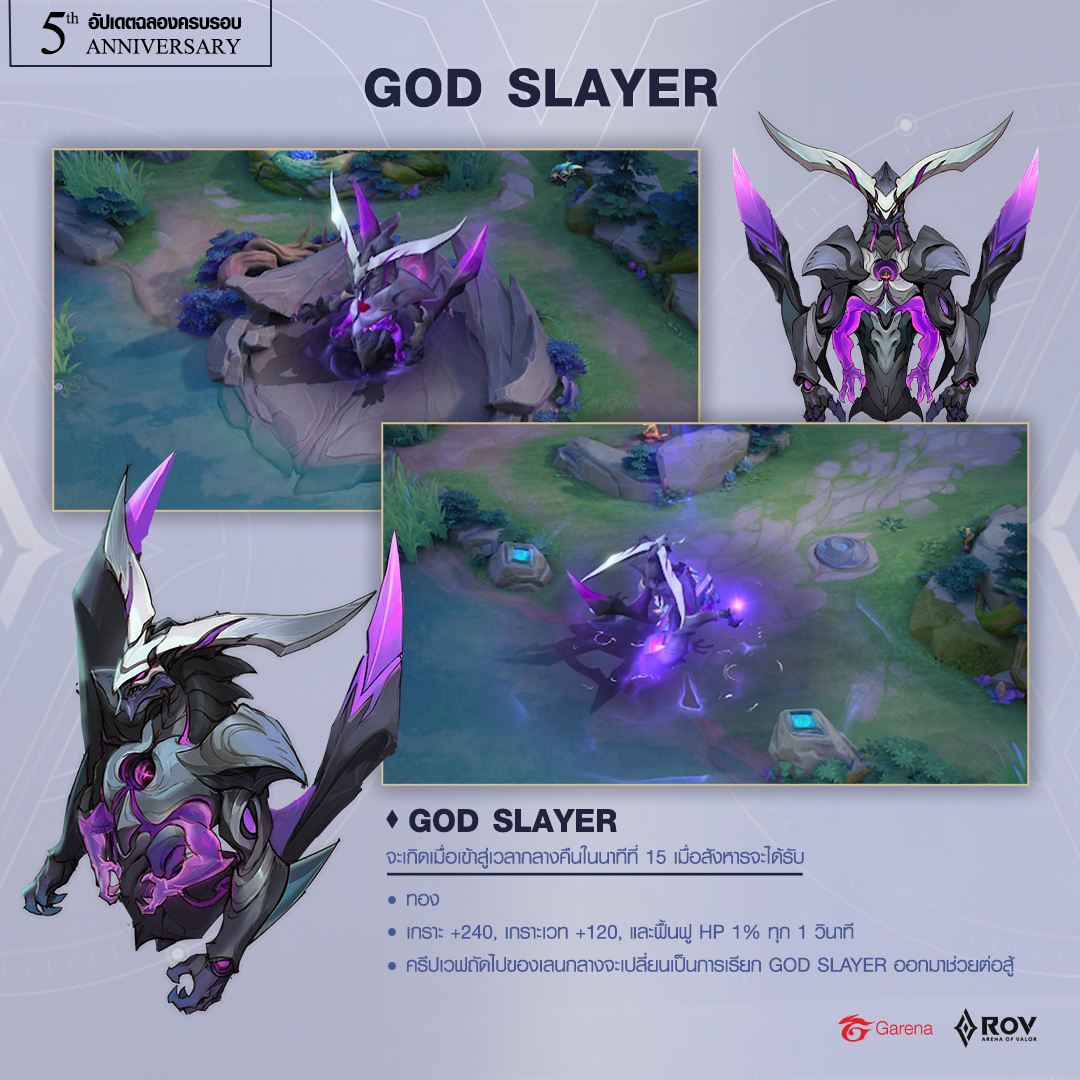 5th อัปเดตฉลองครบรอบ
ANNIVERSARY
GOD SLAYER
♦ GOD SLAYER
จะเกิดเมื่อเข้าสู่เวลากลางคืนในนาทีที่ 15 เมื่อสังหารจะได้รับ
• ทอง
• เกราะ +240, เกราะเวท +120, และฟื้นฟู HP 1% ทุก 1 วินาที
• ครีปเวฟถัดไปของเลนกลางจะเปลี่ยนเป็นการเรียก GOD SLAYER ออกมาช่วยต่อสู้
Garena
ROV
ARENA OF VALOR